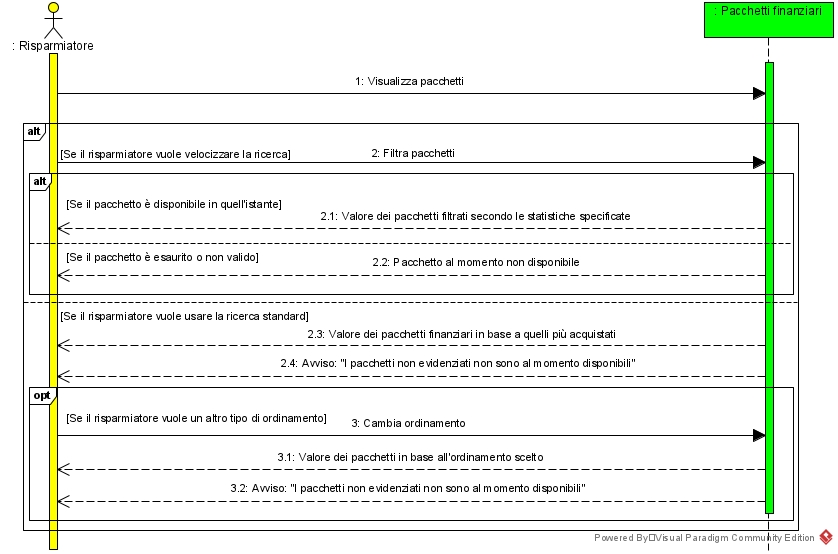 : Pacchetti finanziari
: Risparmiatore
1: Visualizza pacchetti
alt
[Se il risparmiatore vuole velocizzare la ricerca]
2: Filtra pacchetti
alt
[Se il pacchetto è disponibile in quell'istante]
2.1: Valore dei pacchetti filtrati secondo le statistiche specificate
[Se il pacchetto è esaurito o non valido]
2.2: Pacchetto al momento non disponibile
[Se il risparmiatore vuole usare la ricerca standard]
2.3: Valore dei pacchetti finanziari in base a quelli più acquistati
2.4: Avviso: "I pacchetti non evidenziati non sono al momento disponibili"
opt
[Se il risparmiatore vuole un altro tipo di ordinamento]
3: Cambia ordinamento
3.1: Valore dei pacchetti in base all'ordinamento scelto
3.2: Avviso: "I pacchetti non evidenziati non sono al momento disponibili"
Powered By Visual Paradigm Community Edition